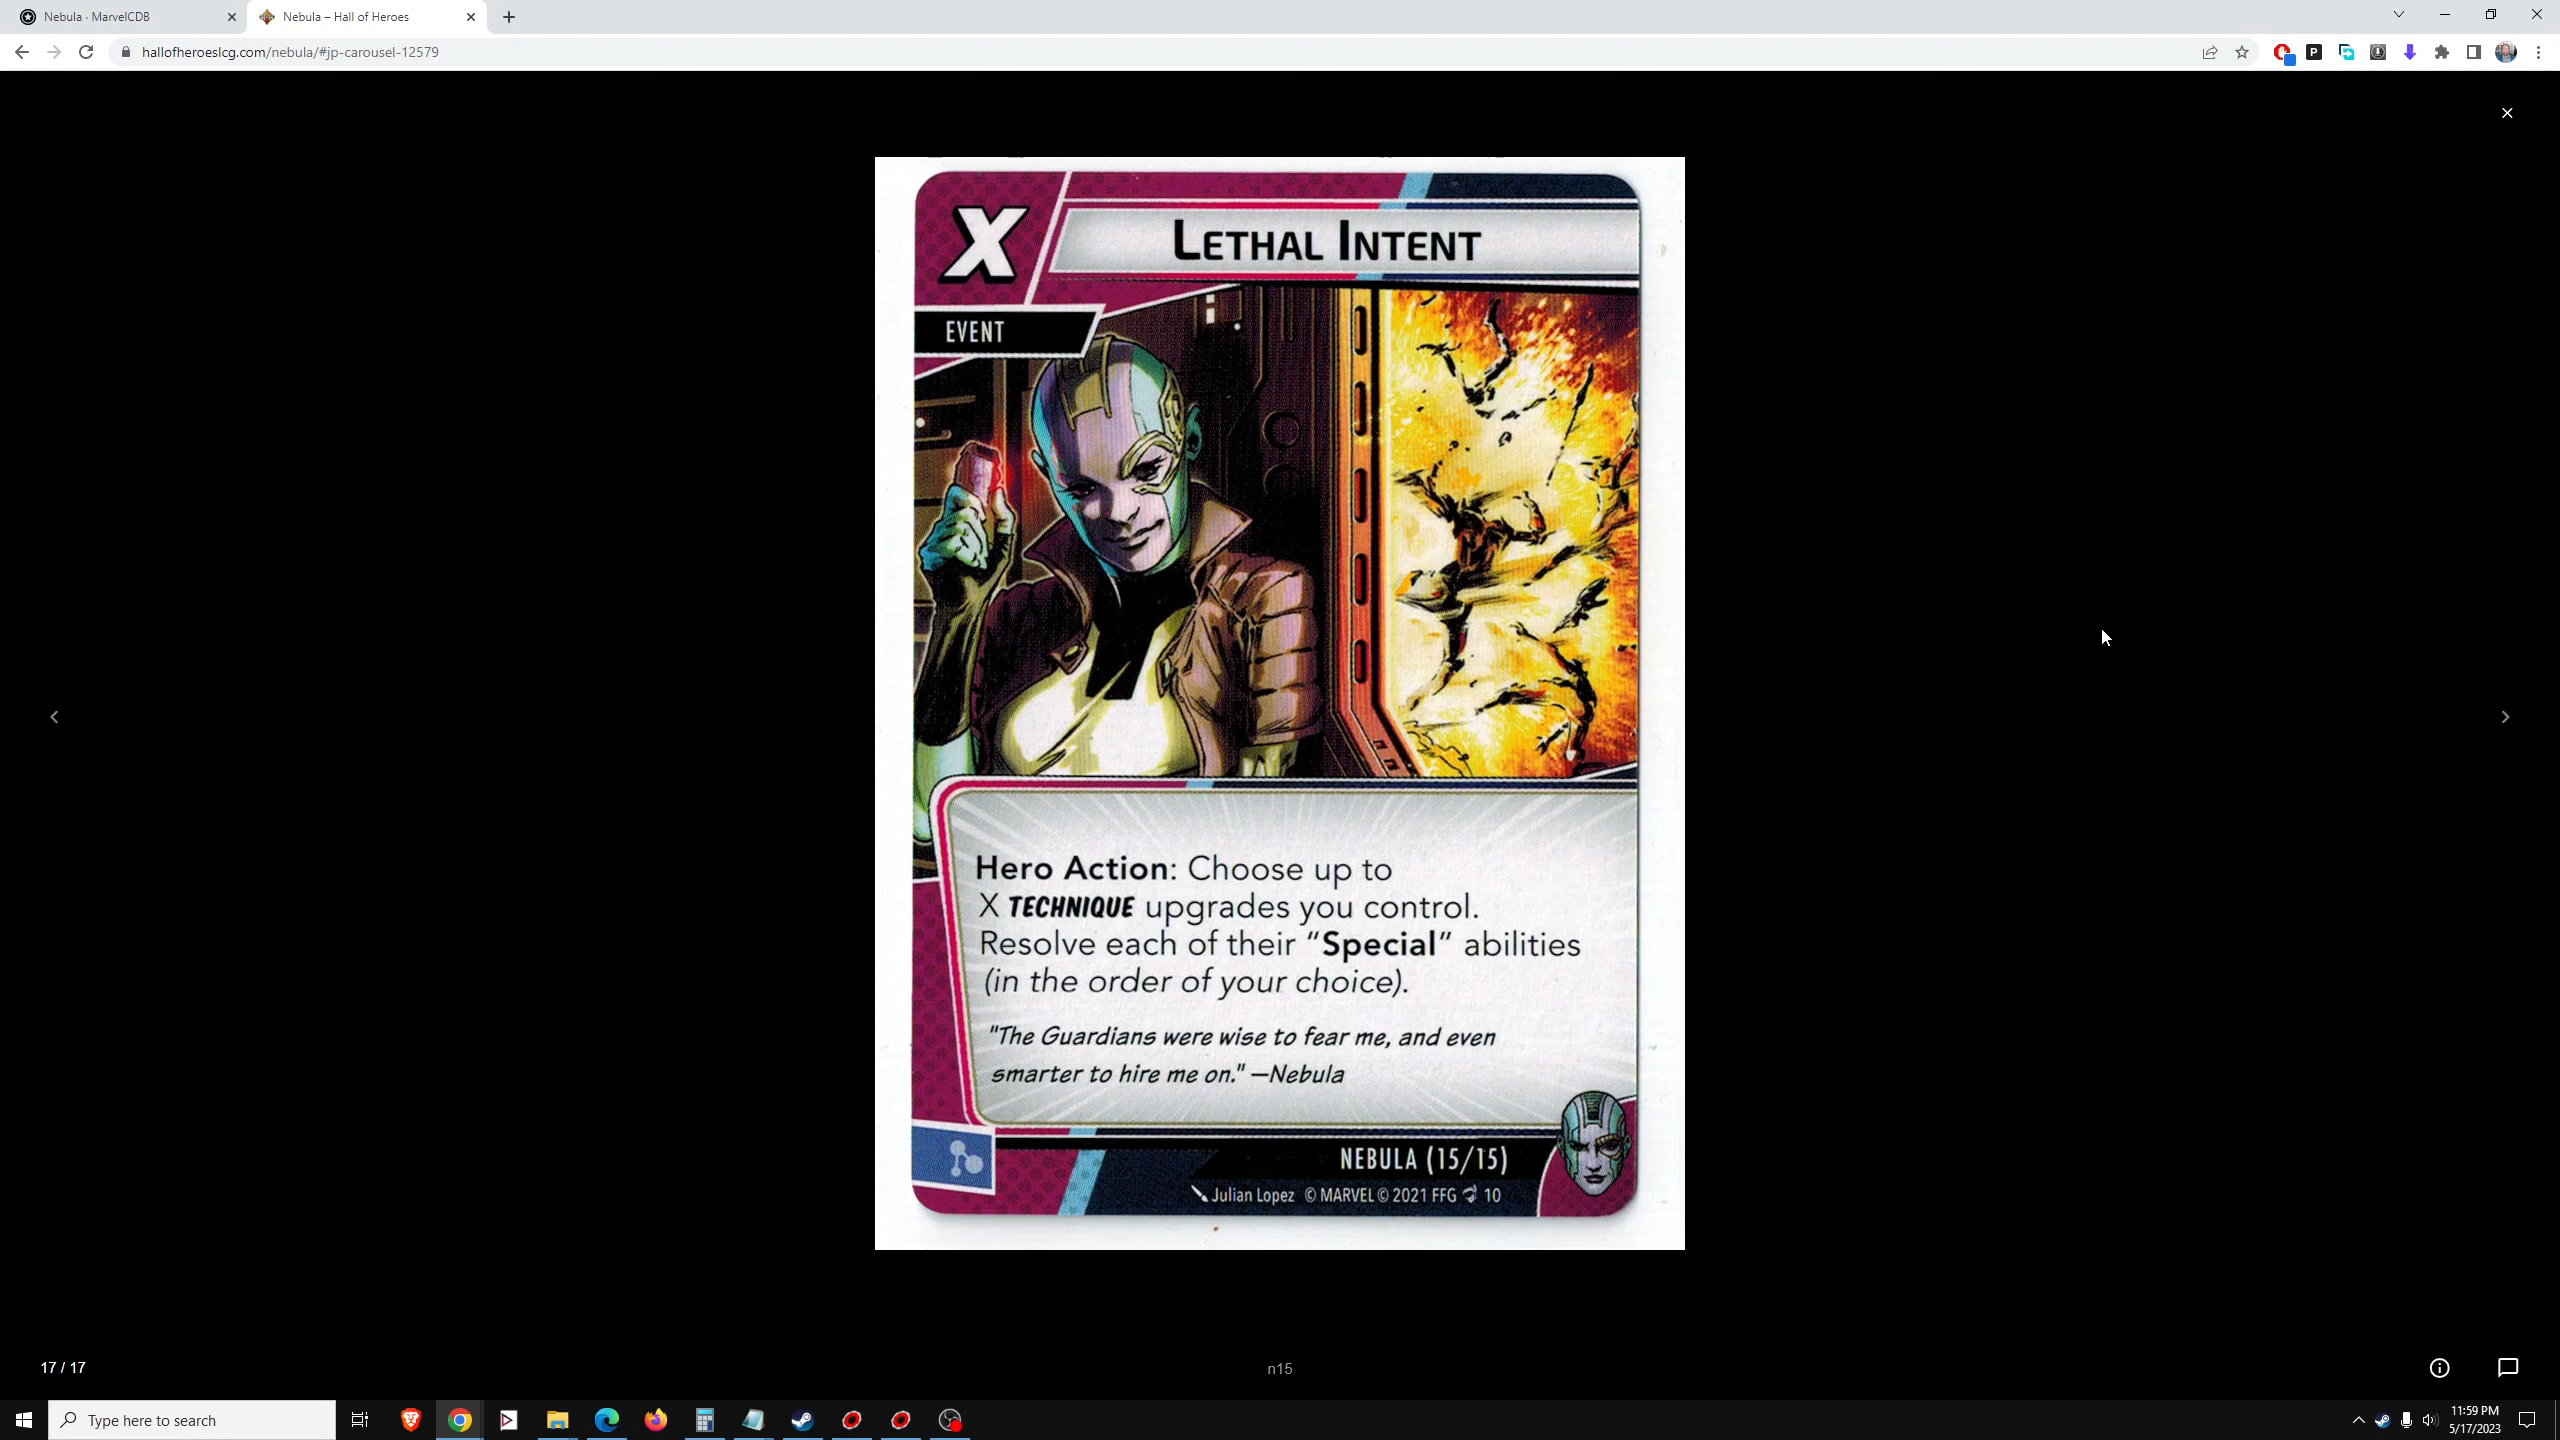 Nebula · MarvelCDB
Nebula – Hall of Heroes
hallofheroeslcg.com/nebula/#jp-carousel-12579
X
LETHAL INTENT
EVENT
Hero Action: Choose up to
X TECHNIQUE upgrades you control.
Resolve each of their "Special" abilities
(in the order of your choice).
"The Guardians were wise to fear me, and even
smarter to hire me on." —Nebula
NEBULA (15/15)
Julian Lopez © MARVEL © 2021 FFG 10
17 / 17
n15
Type here to search
11:59 PM
5/17/2023